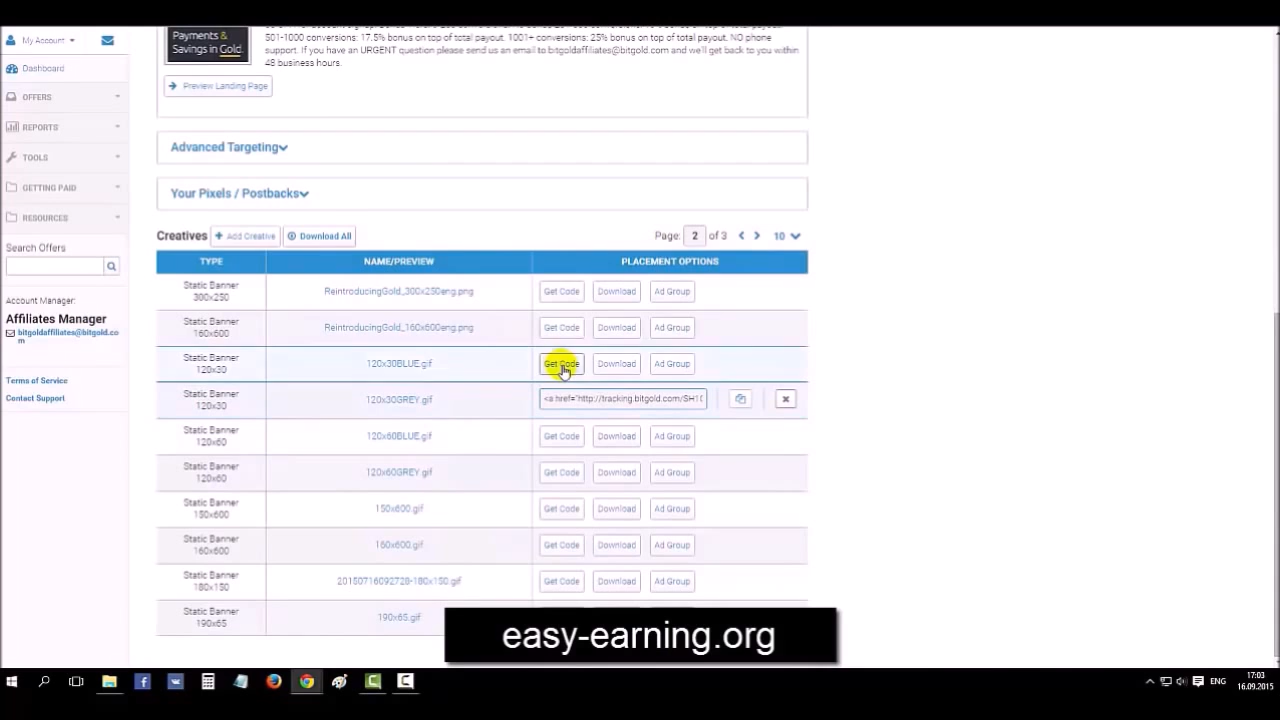 My Account
Dashboard
OFFERS
REPORTS
TOOLS
GETTING PAID
RESOURCES
Search Offers
Account Manager:
Affiliates Manager
bitgoldaffiliates@bitgold.co
m
Terms of Service
Contact Support
Payments &
Savings in Gold.
501-1000 conversions: 17.5% bonus on top of total payout. 1001+ conversions: 25% bonus on top of total payout. NO phone
support. If you have an URGENT question please send us an email to bitgoldaffiliates@bitgold.com and we'll get back to you within
48 business hours.
Preview Landing Page
Advanced Targeting
Your Pixels / Postbacks
Creatives Add Creative Download All Page: 2 of 3 10
TYPE NAME/PREVIEW PLACEMENT OPTIONS
Static Banner
300x250 ReintroducingGold_300x250eng.png Get Code Download Ad Group
Static Banner
160x600 ReintroducingGold_160x600eng.png Get Code Download Ad Group
Static Banner
120x30 120x30BLUE.gif Get Code Download Ad Group
Static Banner
120x30 120x30GREY.gif <a href="http://tracking.bitgold.com/SH1
Static Banner
120x60 120x60BLUE.gif Get Code Download Ad Group
Static Banner
120x60 120x60GREY.gif Get Code Download Ad Group
Static Banner
150x600 150x600.gif Get Code Download Ad Group
Static Banner
160x600 160x600.gif Get Code Download Ad Group
Static Banner
180x150 20150716092728-180x150.gif Get Code Download Ad Group
Static Banner
190x65 190x65.gif
easy-earning.org
ENG
17:03
16.09.2015